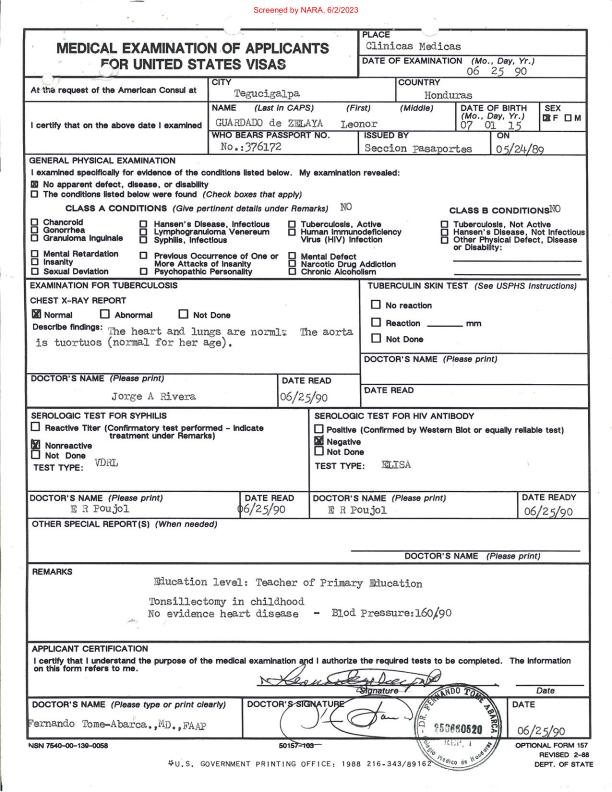 Screened by NARA, 6/2/2023
MEDICAL EXAMINATION OF APPLICANTS
FOR UNITED STATES VISAS
PLACE
Clinicas Medicas
DATE OF EXAMINATION (Mo., Day, Yr.)
06 25 90
At the request of the American Consul at
CITY
Tegucigalpa
COUNTRY
Honduras
I certify that on the above date I examined
NAME (Last in CAPS) (First) (Middle)
GUARDADO de ZELAYA Leonor
DATE OF BIRTH
(Mo., Day, Yr.)
07 01 15
SEX
☒ F ☐ M
WHO BEARS PASSPORT NO.
No.:376172
ISSUED BY
Seccion Pasaportes
ON
05/24/89
GENERAL PHYSICAL EXAMINATION
I examined specifically for evidence of the conditions listed below. My examination revealed:
☒ No apparent defect, disease, or disability
☐ The conditions listed below were found (Check boxes that apply)
CLASS A CONDITIONS (Give pertinent details under Remarks) NO
☐ Chancroid
☐ Gonorrhea
☐ Granuloma Inguinale
☐ Hansen's Disease, Infectious
☐ Lymphogranuloma Venereum
☐ Syphilis, Infectious
☐ Tuberculosis, Active
☐ Human Immunodeficiency
Virus (HIV) Infection
☐ Mental Retardation
☐ Insanity
☐ Sexual Deviation
☐ Previous Occurrence of One or
More Attacks of Insanity
☐ Psychopathic Personality
☐ Mental Defect
☐ Narcotic Drug Addiction
☐ Chronic Alcoholism
CLASS B CONDITIONS NO
☐ Tuberculosis, Not Active
☐ Hansen's Disease, Not Infectious
☐ Other Physical Defect, Disease
or Disability:
EXAMINATION FOR TUBERCULOSIS
CHEST X-RAY REPORT
☒ Normal ☐ Abnormal ☐ Not Done
Describe findings: The heart and lungs are norml: The aorta
is tuortuos (normal for her age).
TUBERCULIN SKIN TEST (See USPHS Instructions)
☐ No reaction
☐ Reaction ______ mm
☐ Not Done
DOCTOR'S NAME (Please print)
DOCTOR'S NAME (Please print)
Jorge A Rivera
DATE READ
06/25/90
DATE READ
SEROLOGIC TEST FOR SYPHILIS
☐ Reactive Titer (Confirmatory test performed – indicate
treatment under Remarks)
☒ Nonreactive
☐ Not Done
TEST TYPE: VDRL
SEROLOGIC TEST FOR HIV ANTIBODY
☐ Positive (Confirmed by Western Blot or equally reliable test)
☒ Negative
☐ Not Done
TEST TYPE: ELISA
DOCTOR'S NAME (Please print)
E R Poujol
DATE READ
06/25/90
DOCTOR'S NAME (Please print)
E R Poujol
DATE READY
06/25/90
OTHER SPECIAL REPORT(S) (When needed)
DOCTOR'S NAME (Please print)
REMARKS
Education level: Teacher of Primary Education
Tonsillectomy in childhood
No evidence heart disease - Blod Pressure:160/90
APPLICANT CERTIFICATION
I certify that I understand the purpose of the medical examination and I authorize the required tests to be completed. The information
on this form refers to me.
Signature
Date
DOCTOR'S NAME (Please type or print clearly)
Fernando Tome-Abarca.,MD.,FAAP
DOCTOR'S SIGNATURE
DR. FERNANDO TOME ABARCA
Colegio Medico de Honduras
DATE
06/25/90
NSN 7540-00-139-0058
50157-103
OPTIONAL FORM 157
REVISED 2-88
DEPT. OF STATE
*U.S. GOVERNMENT PRINTING OFFICE: 1988 216-343/89162